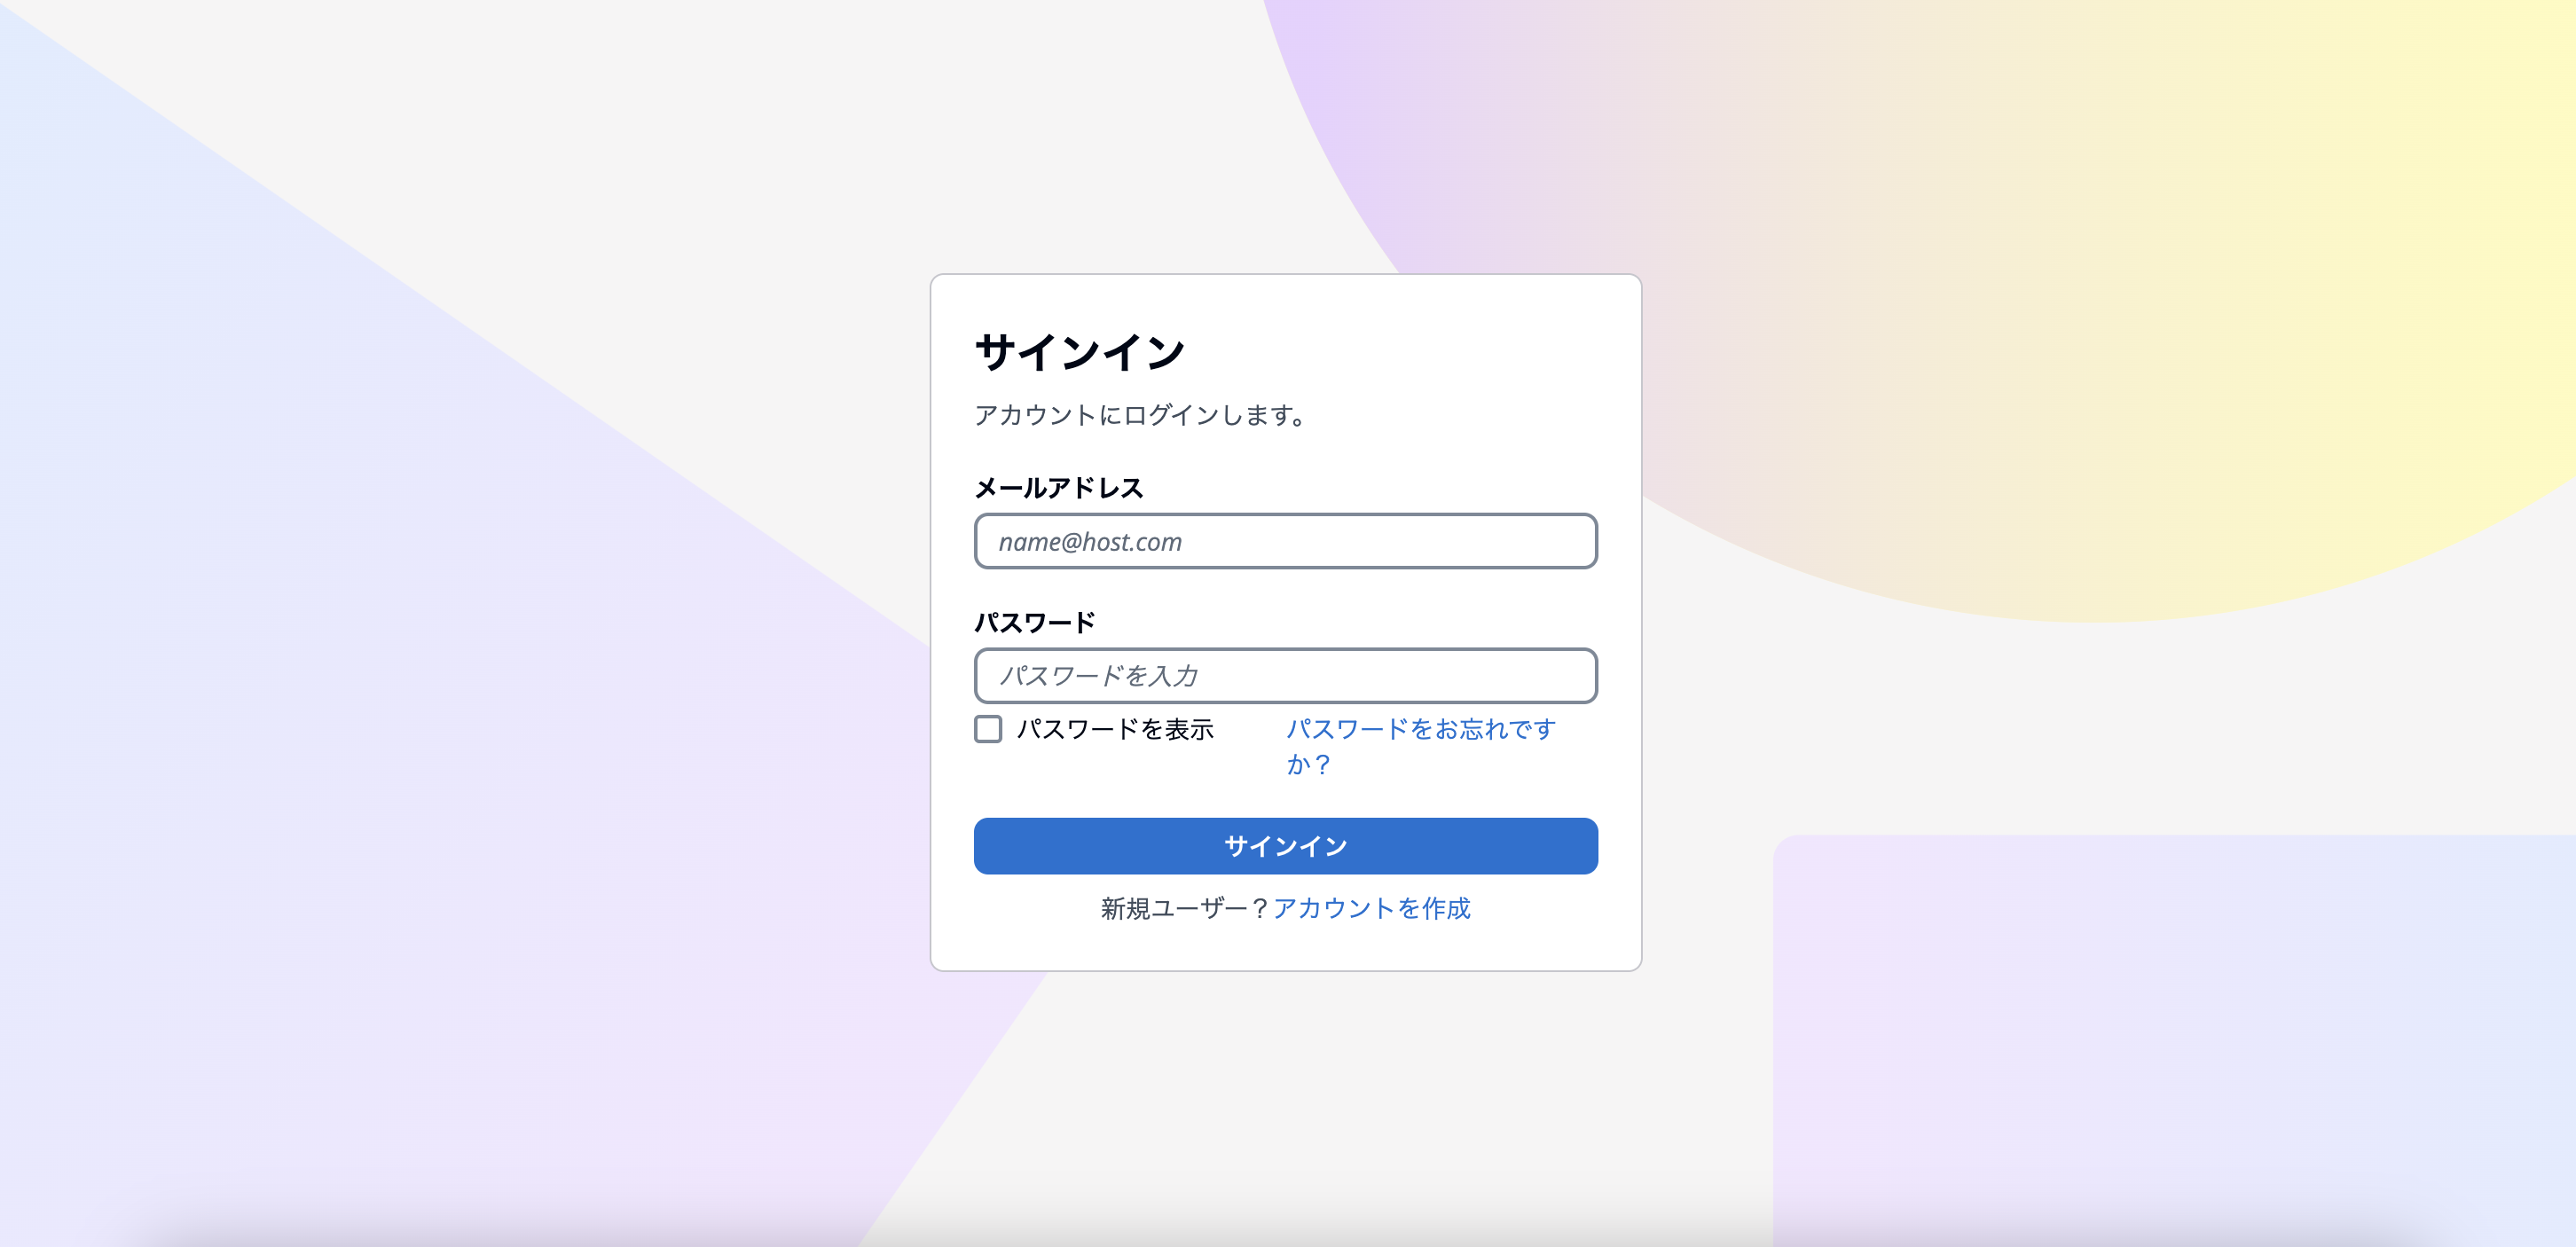 サインイン
アカウントにログインします。
メールアドレス
name@host.com
パスワード
パスワードを入力
パスワードを表示
パスワードをお忘れです
か？
サインイン
新規ユーザー？アカウントを作成